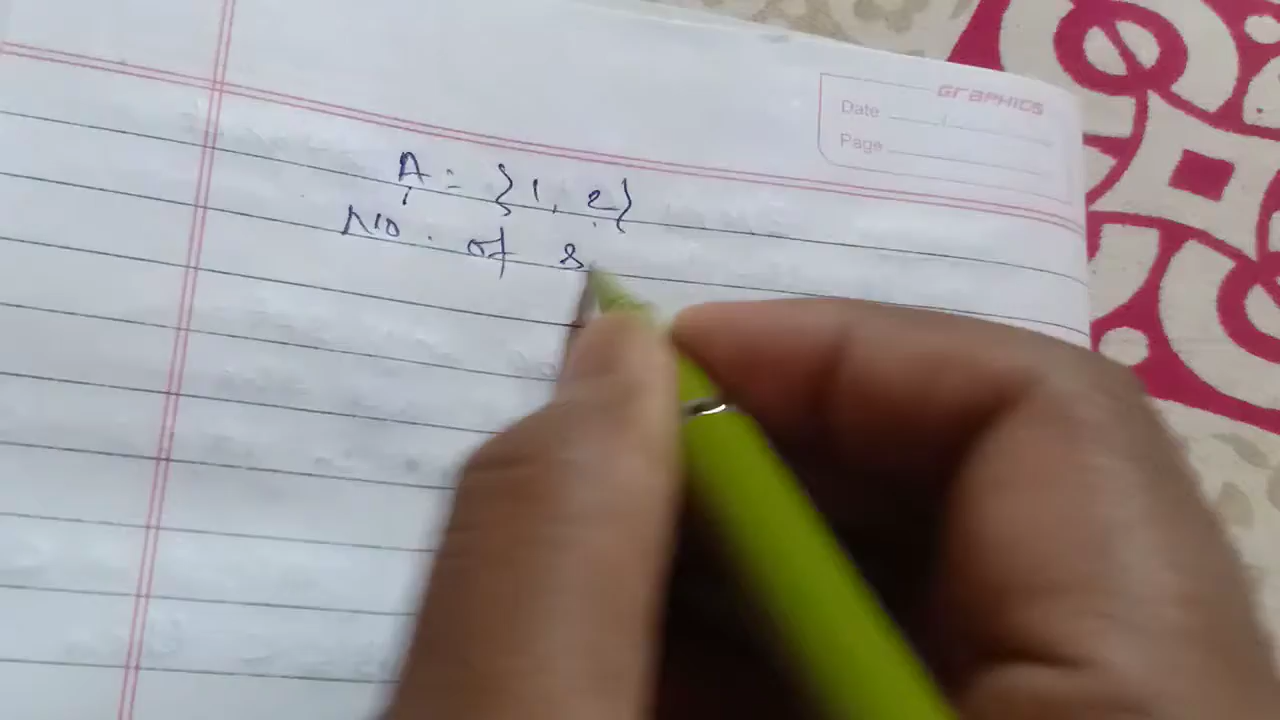 GRAPHICS
Date
Page
A = {1, 2}
No. of s